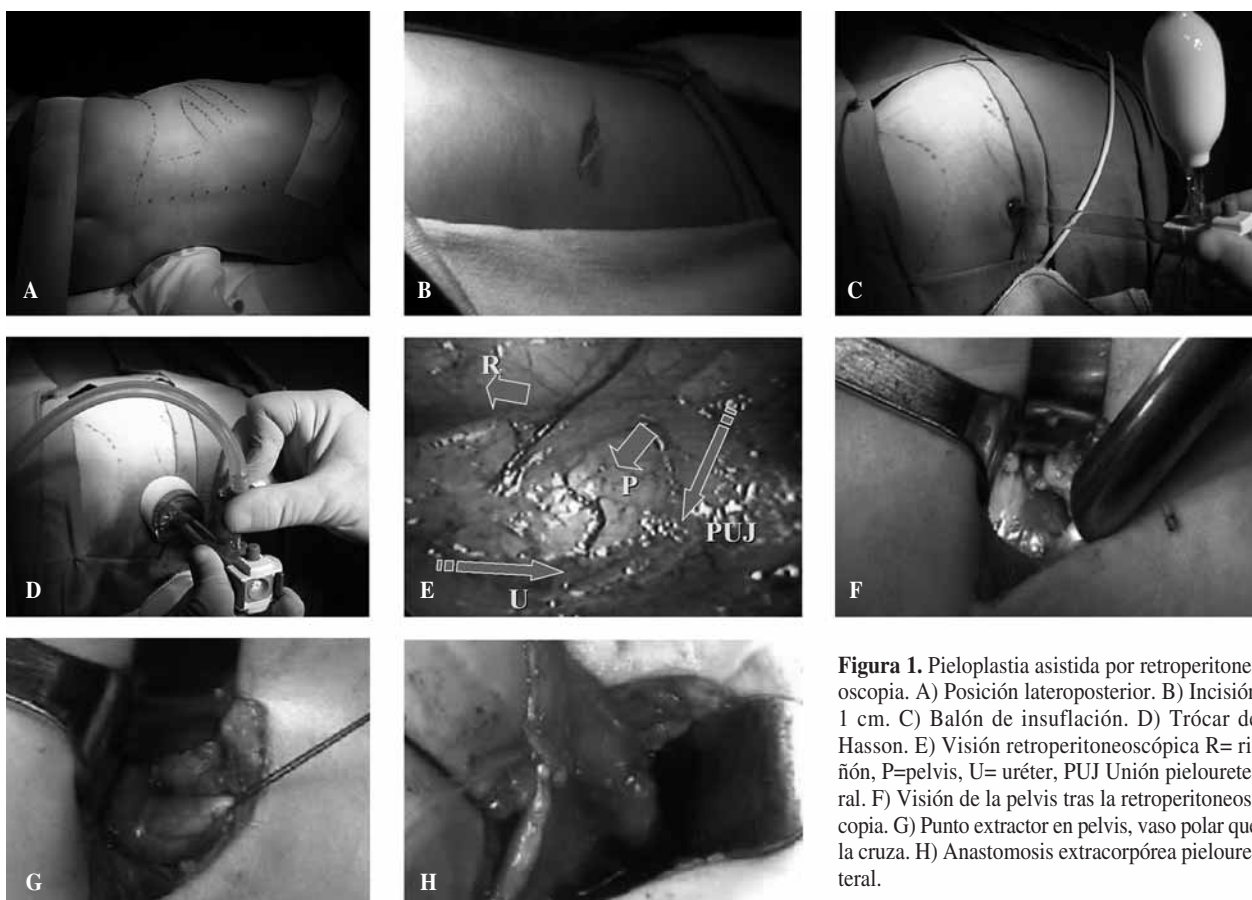 A
B
C
D
R
P
PUJ
U
E
F
G
H
Figura 1. Pieloplastia asistida por retroperitone-
oscopia. A) Posición lateroposterior. B) Incisión
1 cm. C) Balón de insuflación. D) Trócar de
Hasson. E) Visión retroperitoneoscópica R= ri-
ñón, P=pelvis, U= uréter, PUJ Unión pielourete-
ral. F) Visión de la pelvis tras la retroperitoneos-
copia. G) Punto extractor en pelvis, vaso polar que
la cruza. H) Anastomosis extracorpórea pieloure-
teral.